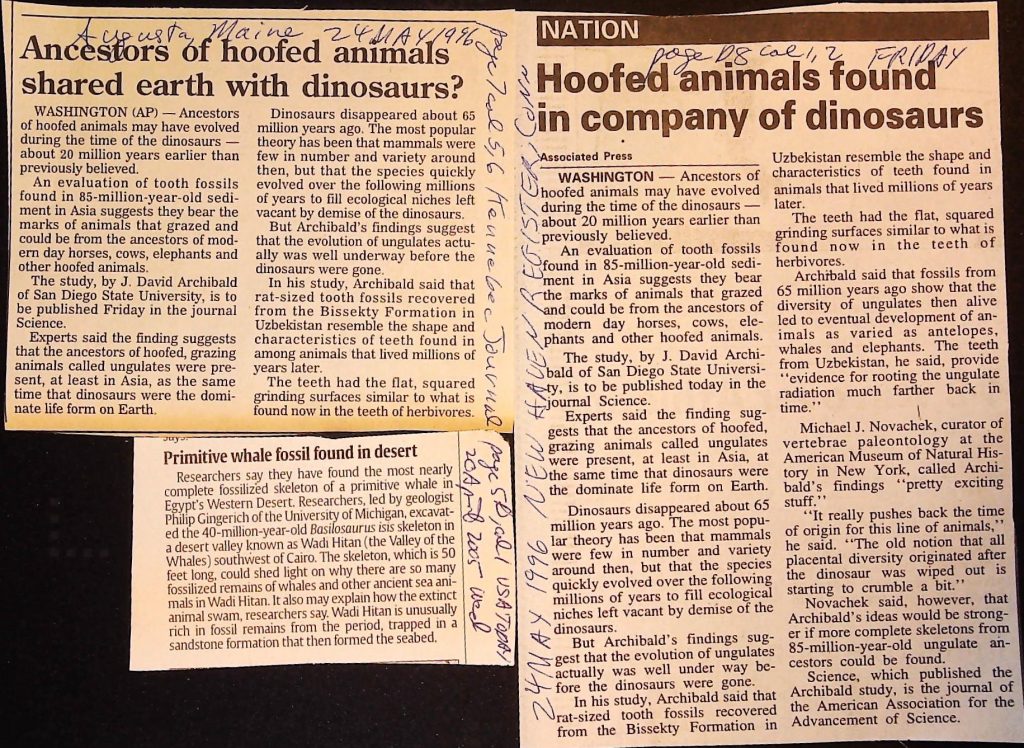 Augusta, Maine 24 MAY 1996
Ancestors of hoofed animals
shared earth with dinosaurs?
WASHINGTON (AP) — Ancestors
of hoofed animals may have evolved
during the time of the dinosaurs —
about 20 million years earlier than
previously believed.
An evaluation of tooth fossils
found in 85-million-year-old sedi-
ment in Asia suggests they bear the
marks of animals that grazed and
could be from the ancestors of mod-
ern day horses, cows, elephants and
other hoofed animals.
The study, by J. David Archibald
of San Diego State University, is to
be published Friday in the journal
Science.
Experts said the finding suggests
that the ancestors of hoofed, grazing
animals called ungulates were pre-
sent, at least in Asia, as the same
time that dinosaurs were the domi-
nate life form on Earth.
Dinosaurs disappeared about 65
million years ago. The most popular
theory has been that mammals were
few in number and variety around
then, but that the species quickly
evolved over the following millions
of years to fill ecological niches left
vacant by demise of the dinosaurs.
But Archibald's findings suggest
that the evolution of ungulates actu-
ally was well underway before the
dinosaurs were gone.
In his study, Archibald said that
rat-sized tooth fossils recovered
from the Bissekty Formation in
Uzbekistan resemble the shape and
characteristics of teeth found in
among animals that lived millions of
years later.
The teeth had the flat, squared
grinding surfaces similar to what is
found now in the teeth of herbivores.
page 7 col 5 6 Kennebec Journal
says.
Primitive whale fossil found in desert
Researchers say they have found the most nearly
complete fossilized skeleton of a primitive whale in
Egypt's Western Desert. Researchers, led by geologist
Philip Gingerich of the University of Michigan, excavat-
ed the 40-million-year-old Basilosaurus isis skeleton in
a desert valley known as Wadi Hitan (the Valley of the
Whales) southwest of Cairo. The skeleton, which is 50
feet long, could shed light on why there are so many
fossilized remains of whales and other ancient sea ani-
mals in Wadi Hitan. It also may explain how the extinct
animal swam, researchers say. Wadi Hitan is unusually
rich in fossil remains from the period, trapped in a
sandstone formation that then formed the seabed.
page 5D col 1 USA TODAY
20 April 2005 Wed
NATION
page D8 col 1, 2 FRIDAY
Hoofed animals found
in company of dinosaurs
Associated Press
WASHINGTON — Ancestors of
hoofed animals may have evolved
during the time of the dinosaurs —
about 20 million years earlier than
previously believed.
An evaluation of tooth fossils
found in 85-million-year-old sedi-
ment in Asia suggests they bear
the marks of animals that grazed
and could be from the ancestors of
modern day horses, cows, ele-
phants and other hoofed animals.
The study, by J. David Archi-
bald of San Diego State Universi-
ty, is to be published today in the
journal Science.
Experts said the finding sug-
gests that the ancestors of hoofed,
grazing animals called ungulates
were present, at least in Asia, at
the same time that dinosaurs were
the dominate life form on Earth.
Dinosaurs disappeared about 65
million years ago. The most popu-
lar theory has been that mammals
were few in number and variety
around then, but that the species
quickly evolved over the following
millions of years to fill ecological
niches left vacant by demise of the
dinosaurs.
But Archibald's findings sug-
gest that the evolution of ungulates
actually was well under way be-
fore the dinosaurs were gone.
In his study, Archibald said that
rat-sized tooth fossils recovered
from the Bissekty Formation in
Uzbekistan resemble the shape and
characteristics of teeth found in
animals that lived millions of years
later.
The teeth had the flat, squared
grinding surfaces similar to what is
found now in the teeth of
herbivores.
Archibald said that fossils from
65 million years ago show that the
diversity of ungulates then alive
led to eventual development of an-
imals as varied as antelopes,
whales and elephants. The teeth
from Uzbekistan, he said, provide
"evidence for rooting the ungulate
radiation much farther back in
time."
Michael J. Novachek, curator of
vertebrae paleontology at the
American Museum of Natural His-
tory in New York, called Archi-
bald's findings "pretty exciting
stuff."
"It really pushes back the time
of origin for this line of animals,"
he said. "The old notion that all
placental diversity originated after
the dinosaur was wiped out is
starting to crumble a bit."
Novachek said, however, that
Archibald's ideas would be strong-
er if more complete skeletons from
85-million-year-old ungulate an-
cestors could be found.
Science, which published the
Archibald study, is the journal of
the American Association for the
Advancement of Science.
24 MAY 1996 NEW HAVEN REGISTER, CONN